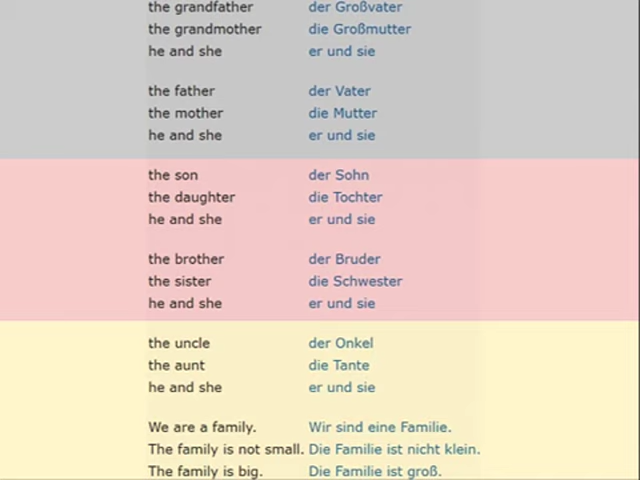 the grandfather der Großvater
the grandmother die Großmutter
he and she er und sie
the father der Vater
the mother die Mutter
he and she er und sie
the son der Sohn
the daughter die Tochter
he and she er und sie
the brother der Bruder
the sister die Schwester
he and she er und sie
the uncle der Onkel
the aunt die Tante
he and she er und sie
We are a family. Wir sind eine Familie.
The family is not small. Die Familie ist nicht klein.
The family is big. Die Familie ist groß.